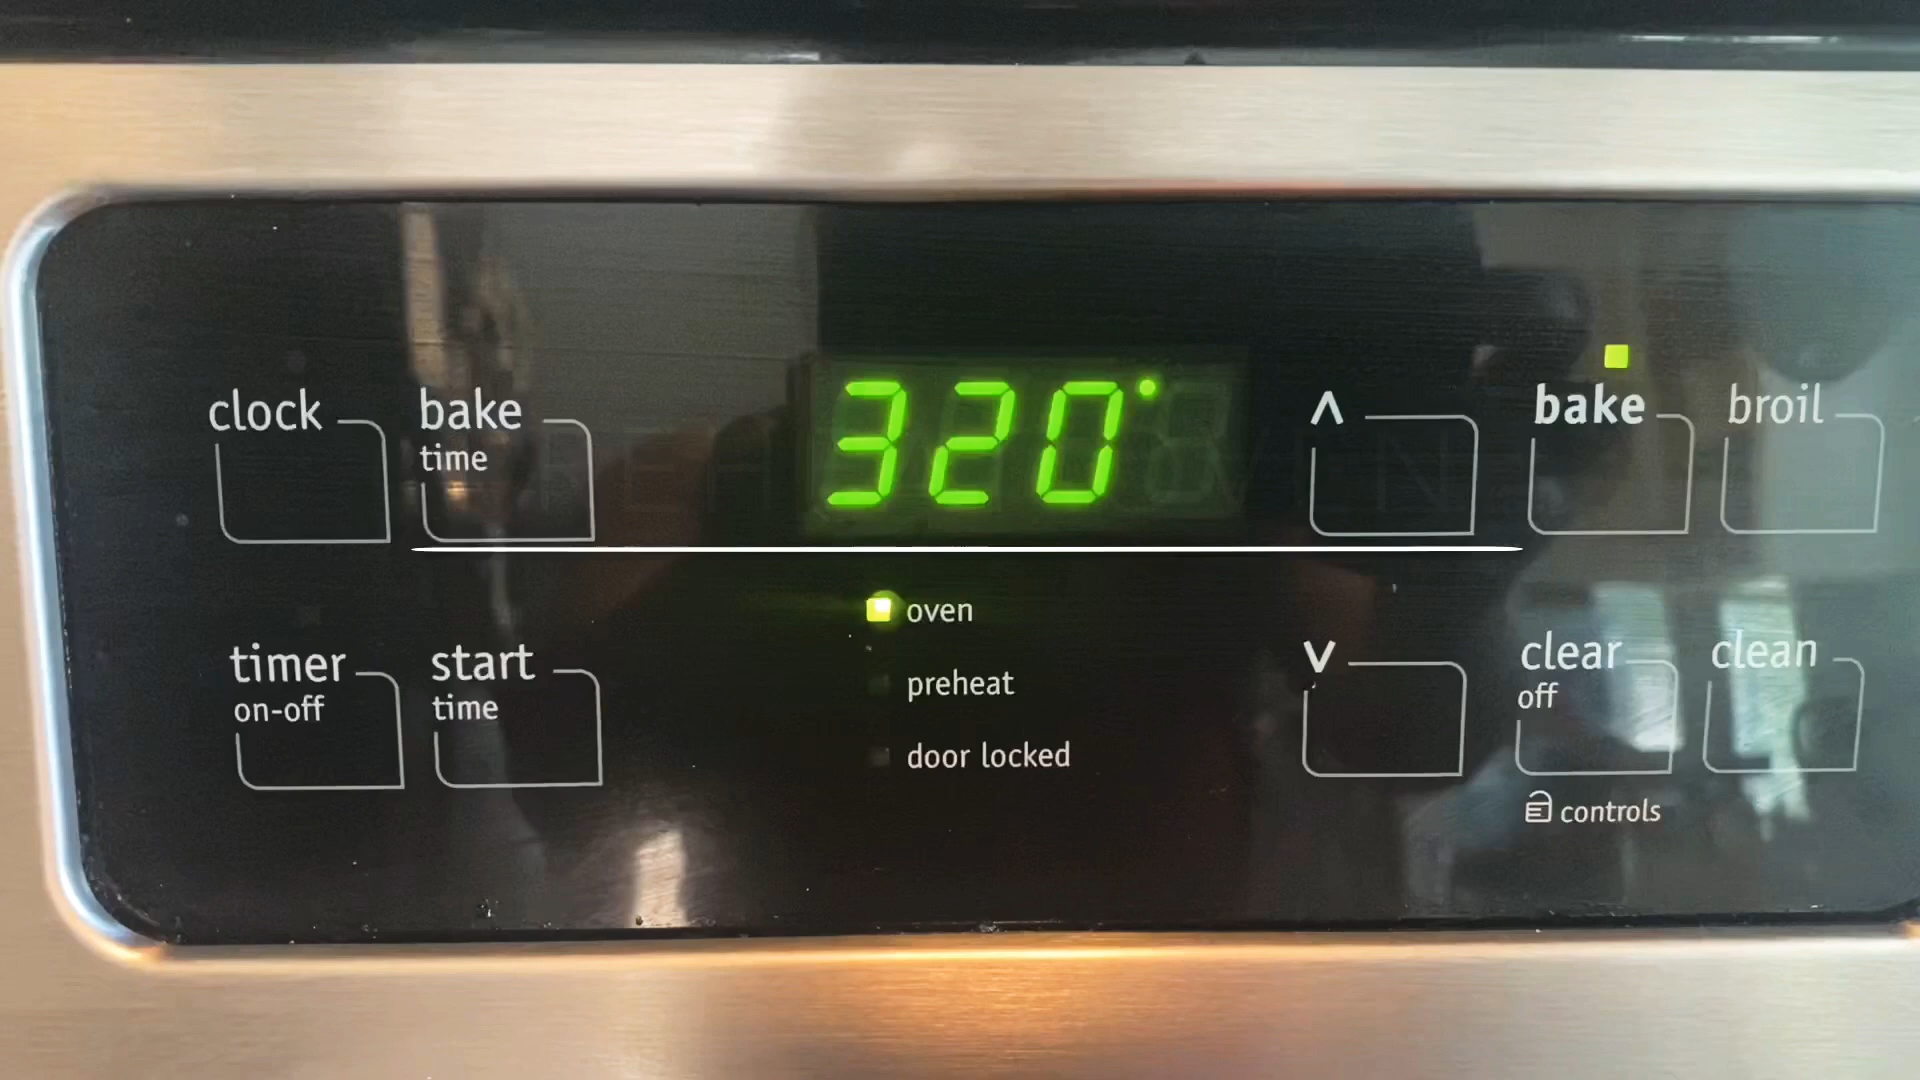 clock
bake
time
320°
^
bake
broil
oven
timer
on-off
start
time
preheat
door locked
v
clear
off
clean
controls